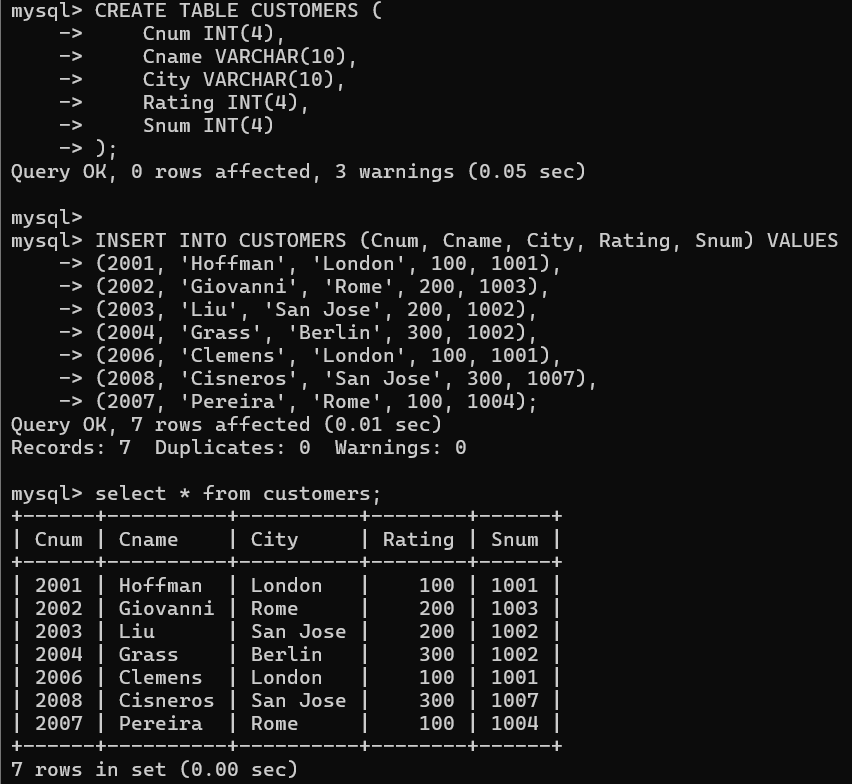 mysql> CREATE TABLE CUSTOMERS (
    ->     Cnum INT(4),
    ->     Cname VARCHAR(10),
    ->     City VARCHAR(10),
    ->     Rating INT(4),
    ->     Snum INT(4)
    -> );
Query OK, 0 rows affected, 3 warnings (0.05 sec)

mysql>
mysql> INSERT INTO CUSTOMERS (Cnum, Cname, City, Rating, Snum) VALUES
    -> (2001, 'Hoffman', 'London', 100, 1001),
    -> (2002, 'Giovanni', 'Rome', 200, 1003),
    -> (2003, 'Liu', 'San Jose', 200, 1002),
    -> (2004, 'Grass', 'Berlin', 300, 1002),
    -> (2006, 'Clemens', 'London', 100, 1001),
    -> (2008, 'Cisneros', 'San Jose', 300, 1007),
    -> (2007, 'Pereira', 'Rome', 100, 1004);
Query OK, 7 rows affected (0.01 sec)
Records: 7  Duplicates: 0  Warnings: 0

mysql> select * from customers;
+------+----------+----------+--------+------+
| Cnum | Cname    | City     | Rating | Snum |
+------+----------+----------+--------+------+
| 2001 | Hoffman  | London   |    100 | 1001 |
| 2002 | Giovanni | Rome     |    200 | 1003 |
| 2003 | Liu      | San Jose |    200 | 1002 |
| 2004 | Grass    | Berlin   |    300 | 1002 |
| 2006 | Clemens  | London   |    100 | 1001 |
| 2008 | Cisneros | San Jose |    300 | 1007 |
| 2007 | Pereira  | Rome     |    100 | 1004 |
+------+----------+----------+--------+------+
7 rows in set (0.00 sec)